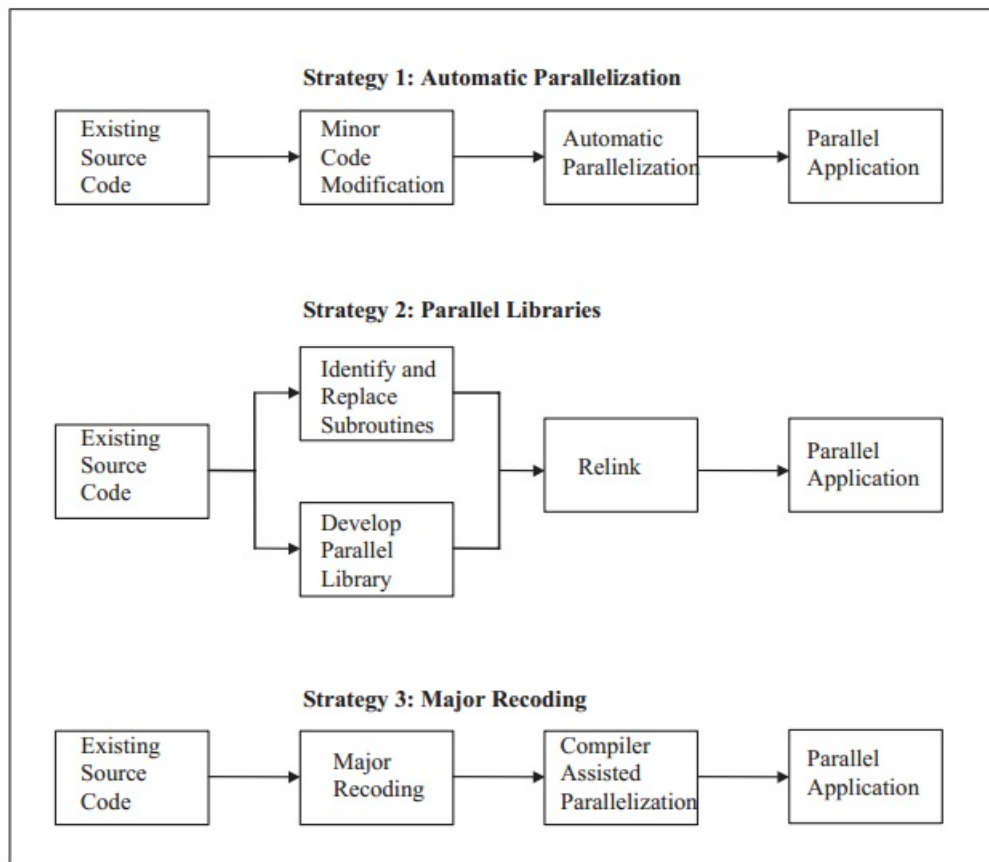 Strategy 1: Automatic Parallelization
Existing
Source
Code
Minor
Code
Modification
Automatic
Parallelization
Parallel
Application
Strategy 2: Parallel Libraries
Existing
Source
Code
Identify and
Replace
Subroutines
Develop
Parallel
Library
Relink
Parallel
Application
Strategy 3: Major Recoding
Existing
Source
Code
Major
Recoding
Compiler
Assisted
Parallelization
Parallel
Application